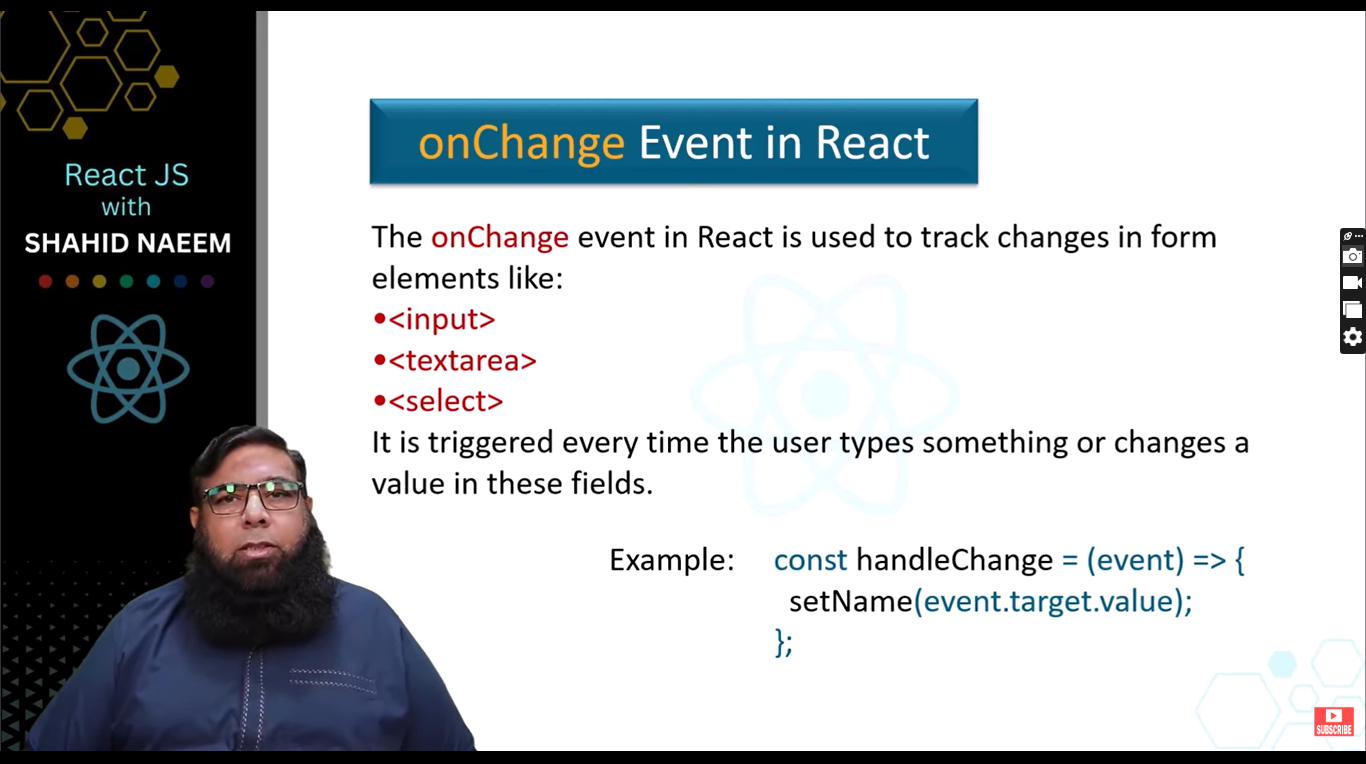 React JS
with
SHAHID NAEEM
onChange Event in React
The onChange event in React is used to track changes in form
elements like:
•<input>
•<textarea>
•<select>
It is triggered every time the user types something or changes a
value in these fields.
Example: const handleChange = (event) => {
setName(event.target.value);
};
SUBSCRIBE